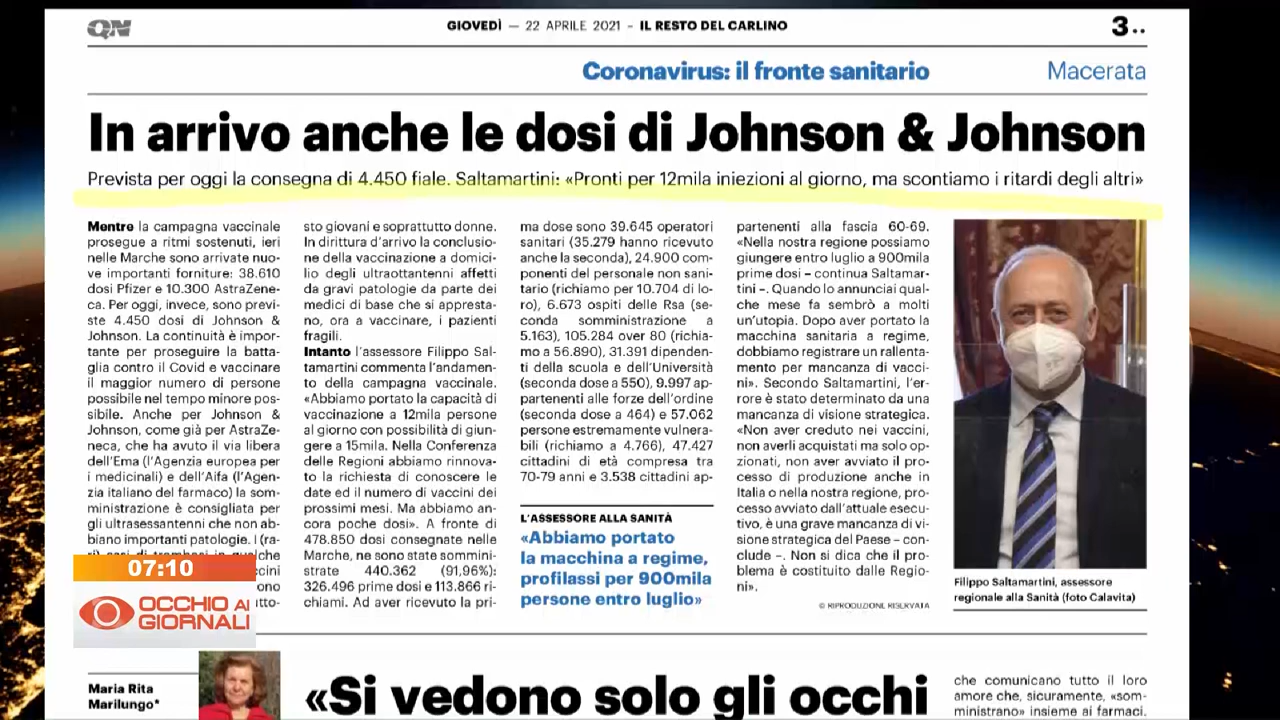 QN
GIOVEDÌ — 22 APRILE 2021 – IL RESTO DEL CARLINO
3..
Coronavirus: il fronte sanitario
Macerata
In arrivo anche le dosi di Johnson & Johnson
Prevista per oggi la consegna di 4.450 fiale. Saltamartini: «Pronti per 12mila iniezioni al giorno, ma scontiamo i ritardi degli altri»
Mentre la campagna vaccinale
prosegue a ritmi sostenuti, ieri
nelle Marche sono arrivate nuo-
ve importanti forniture: 38.610
dosi Pfizer e 10.300 AstraZene-
ca. Per oggi, invece, sono previ-
ste 4.450 dosi di Johnson &
Johnson. La continuità è impor-
tante per proseguire la batta-
glia contro il Covid e vaccinare
il maggior numero di persone
possibile nel tempo minore pos-
sibile. Anche per Johnson &
Johnson, come già per AstraZe-
neca, che ha avuto il via libera
dell'Ema (l'Agenzia europea per
i medicinali) e dell'Aifa (l'Agen-
zia italiano del farmaco) la som-
ministrazione è consigliata per
gli ultrasessantenni che non ab-
biano importanti patologie. I (ra-
ri) casi di trombosi in qualche
sto giovani e soprattutto donne.
In dirittura d'arrivo la conclusio-
ne della vaccinazione a domici-
lio degli ultraottantenni affetti
da gravi patologia da parte dei
medici di base che si appresta-
no, ora a vaccinare, i pazienti
fragili.
Intanto l'assessore Filippo Sal-
tamartini commenta l'andamen-
to della campagna vaccinale.
«Abbiamo portato la capacità di
vaccinazione a 12mila persone
al giorno con possibilità di giun-
gere a 15mila. Nella Conferenza
delle Regioni abbiamo rinnova-
to la richiesta di conoscere le
date ed il numero di vaccini dei
prossimi mesi. Ma abbiamo an-
cora poche dosi». A fronte di
478.850 dosi consegnate nelle
Marche, ne sono state sommini-
strate 440.362 (91,96%):
326.496 prime dosi e 113.866 ri-
chiami. Ad aver ricevuto la pri-
ma dose sono 39.645 operatori
sanitari (35.279 hanno ricevuto
anche la seconda), 24.900 com-
ponenti del personale non sani-
tario (richiamo per 10.704 di lo-
ro), 6.673 ospiti delle Rsa (se-
conda somministrazione a
5.163), 105.284 over 80 (richia-
mo a 56.890), 31.391 dipenden-
ti della scuola e dell'Università
(seconda dose a 550), 9.997 ap-
partenenti alle forze dell'ordine
(seconda dose a 464) e 57.062
persone estremamente vulnera-
bili (richiamo a 4.766), 47.427
cittadini di età compresa tra
70-79 anni e 3.538 cittadini ap-
L'ASSESSORE ALLA SANITÀ
«Abbiamo portato
la macchina a regime,
profilassi per 900mila
persone entro luglio»
partenenti alla fascia 60-69.
«Nella nostra regione possiamo
giungere entro luglio a 900mila
prime dosi – continua Saltamar-
tini –. Quando lo annunciai qual-
che mese fa sembrò a molti
un'utopia. Dopo aver portato la
macchina sanitaria a regime,
dobbiamo registrare un rallenta-
mento per mancanza di vacci-
ni». Secondo Saltamartini, l'er-
rore è stato determinato da una
mancanza di visione strategica.
«Non aver creduto nei vaccini,
non averli acquistati ma solo op-
zionati, non aver avviato il pro-
cesso di produzione anche in
Italia o nella nostra regione, pro-
cesso avviato dall'attuale esecu-
tivo, è una grave mancanza di vi-
sione strategica del Paese – con-
clude –. Non si dica che il pro-
blema è costituito dalle Regio-
ni».
© RIPRODUZIONE RISERVATA
Filippo Saltamartini, assessore
regionale alla Sanità (foto Calavita)
07:10
OCCHIO AI
GIORNALI
Maria Rita
Marilungo*
«Si vedono solo gli occhi
che comunicano tutto il loro
amore che, sicuramente, «som-
ministrano» insieme ai farmaci.